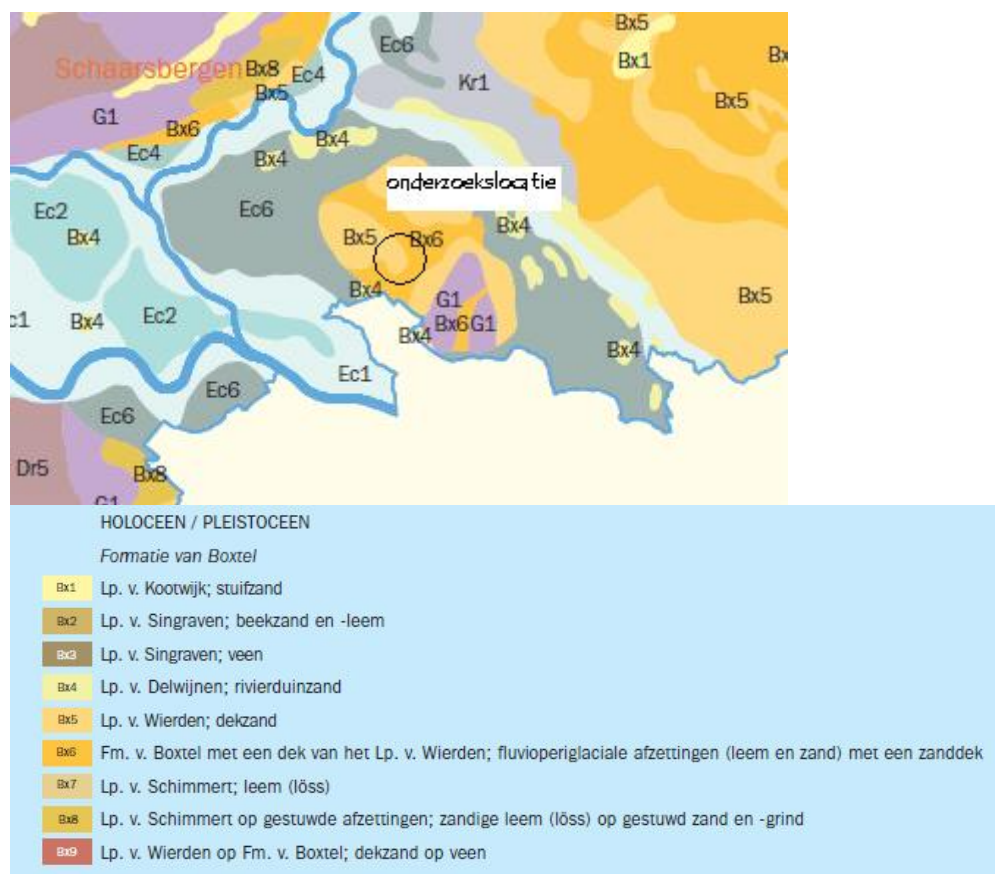 Bx5
Ec6
Bx1
Bx
Schaarsbergen
Bx8
Ec4
Kr1
Bx5
Bx5
G1
Bx6
Bx4
Ec4
Bx4
onderzoekslocatie
Ec2
Ec6
Bx4
Bx4
Bx5
Bx6
Bx4
G1
Bx5
c1
Bx4
Ec2
Bx4
Bx6
G1
Bx4
Ec1
Ec6
Ec6
Dr5
Bx8
G1
HOLOCEEN / PLEISTOCEEN
Formatie van Boxtel
Bx1 Lp. v. Kootwijk; stuifzand
Bx2 Lp. v. Singraven; beekzand en -leem
Bx3 Lp. v. Singraven; veen
Bx4 Lp. v. Delwijnen; rivierduinzand
Bx5 Lp. v. Wierden; dekzand
Bx6 Fm. v. Boxtel met een dek van het Lp. v. Wierden; fluvioperiglaciale afzettingen (leem en zand) met een zanddek
Bx7 Lp. v. Schimmert; leem (löss)
Bx8 Lp. v. Schimmert op gestuwde afzettingen; zandige leem (löss) op gestuwd zand en -grind
Bx9 Lp. v. Wierden op Fm. v. Boxtel; dekzand op veen